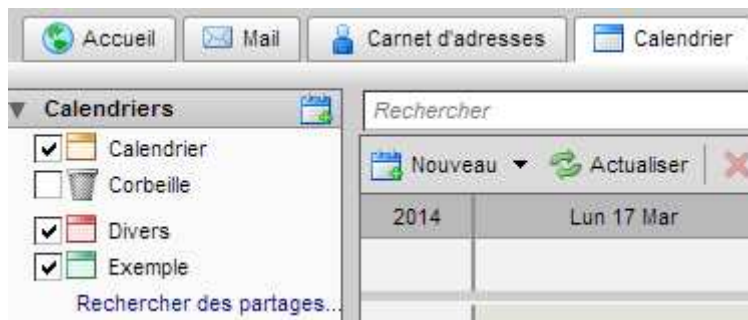 Accueil Mail Carnet d'adresses Calendrier
Calendriers
Calendrier
Corbeille
Divers
Exemple
Rechercher des partages...
Rechercher
Nouveau Actualiser
2014 Lun 17 Mar